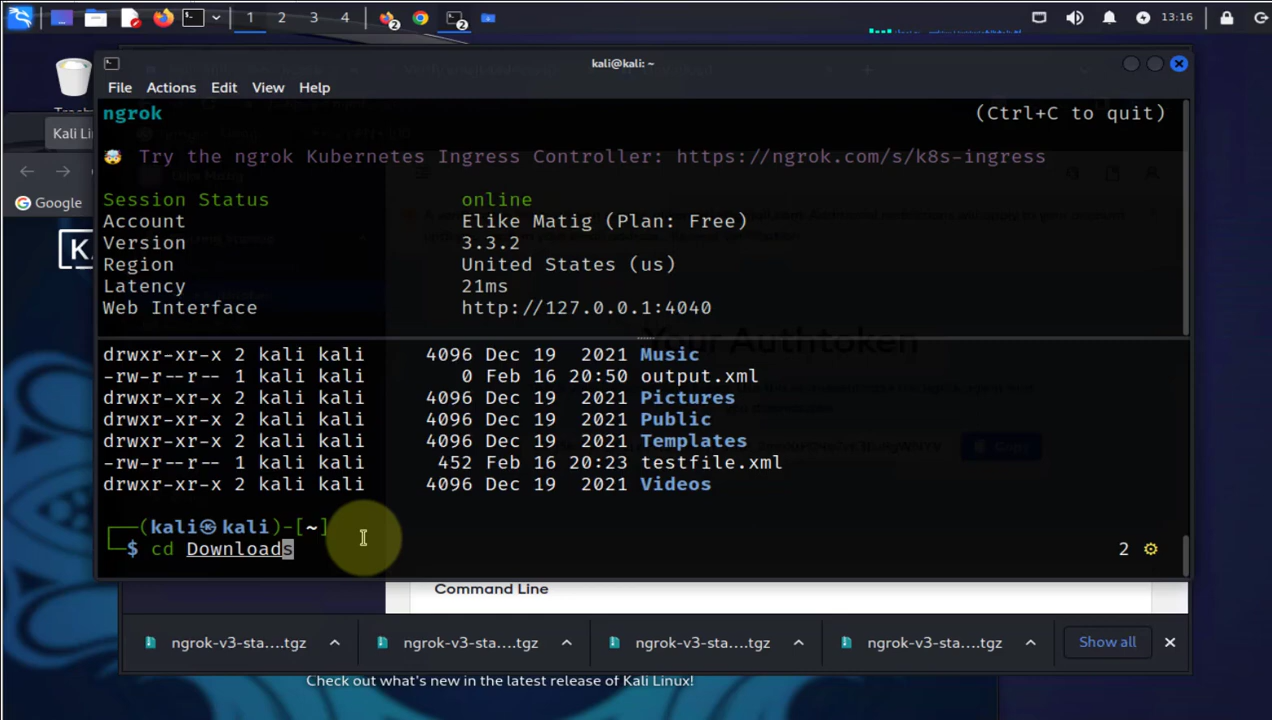 1 2 3 4 2 2 13:16
kali@kali: ~
File Actions Edit View Help
ngrok (Ctrl+C to quit)
Try the ngrok Kubernetes Ingress Controller: https://ngrok.com/s/k8s-ingress
Session Status online
Account Elike Matig (Plan: Free)
Version 3.3.2
Region United States (us)
Latency 21ms
Web Interface http://127.0.0.1:4040
Kali Li
Google
Your Authtoken
drwxr-xr-x 2 kali kali 4096 Dec 19 2021 Music
-rw-r--r-- 1 kali kali 0 Feb 16 20:50 output.xml
drwxr-xr-x 2 kali kali 4096 Dec 19 2021 Pictures
drwxr-xr-x 2 kali kali 4096 Dec 19 2021 Public
drwxr-xr-x 2 kali kali 4096 Dec 19 2021 Templates
-rw-r--r-- 1 kali kali 452 Feb 16 20:23 testfile.xml
drwxr-xr-x 2 kali kali 4096 Dec 19 2021 Videos
┌──(kali㉿kali)-[~]
└─$ cd Downloads 2
Command Line
ngrok-v3-sta....tgz ngrok-v3-sta....tgz ngrok-v3-sta....tgz ngrok-v3-sta....tgz Show all
Check out what's new in the latest release of Kali Linux!